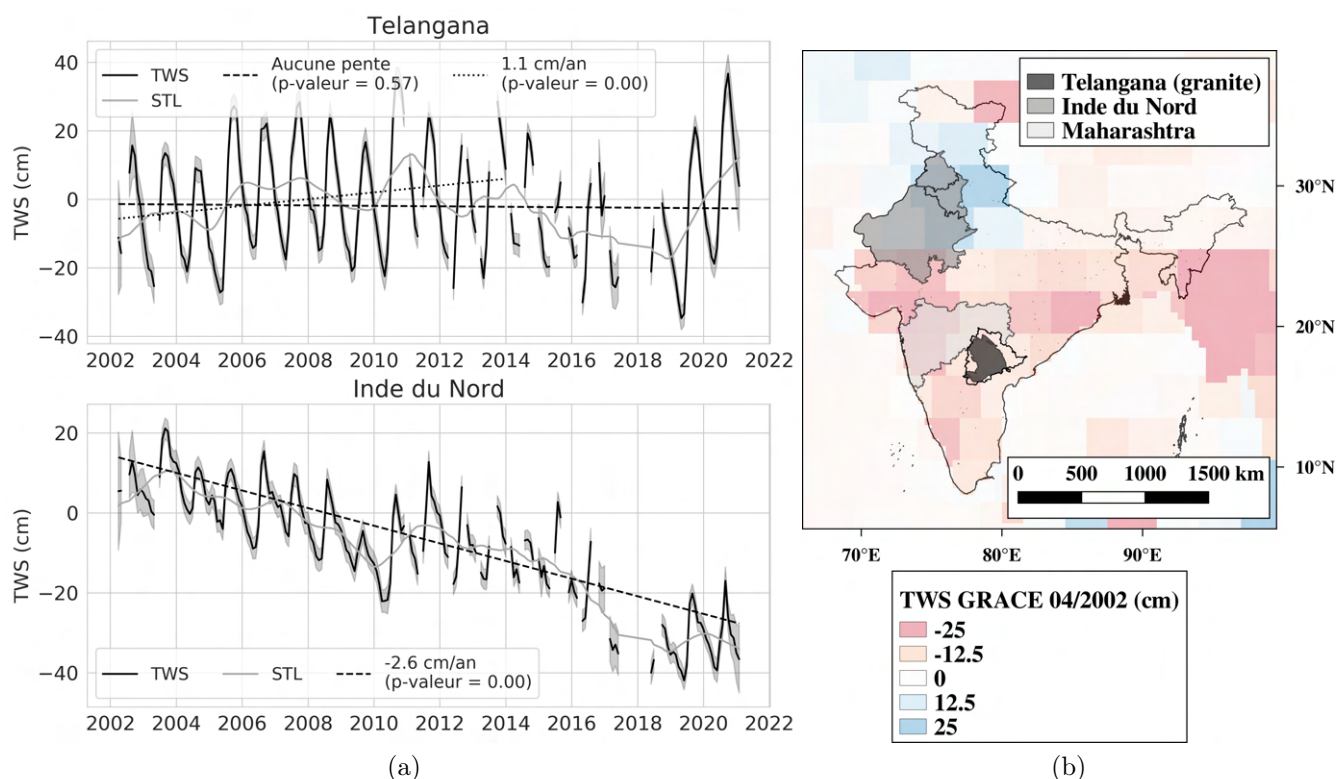 Telangana
TWS
STL
Aucune pente
(p-valeur = 0.57)
1.1 cm/an
(p-valeur = 0.00)
TWS (cm)
40
20
0
−20
−40
2002 2004 2006 2008 2010 2012 2014 2016 2018 2020 2022
Inde du Nord
TWS (cm)
20
0
−20
−40
TWS
STL
-2.6 cm/an
(p-valeur = 0.00)
2002 2004 2006 2008 2010 2012 2014 2016 2018 2020 2022
(a)
Telangana (granite)
Inde du Nord
Maharashtra
30°N
20°N
10°N
0 500 1000 1500 km
70°E 80°E 90°E
TWS GRACE 04/2002 (cm)
-25
-12.5
0
12.5
25
(b)